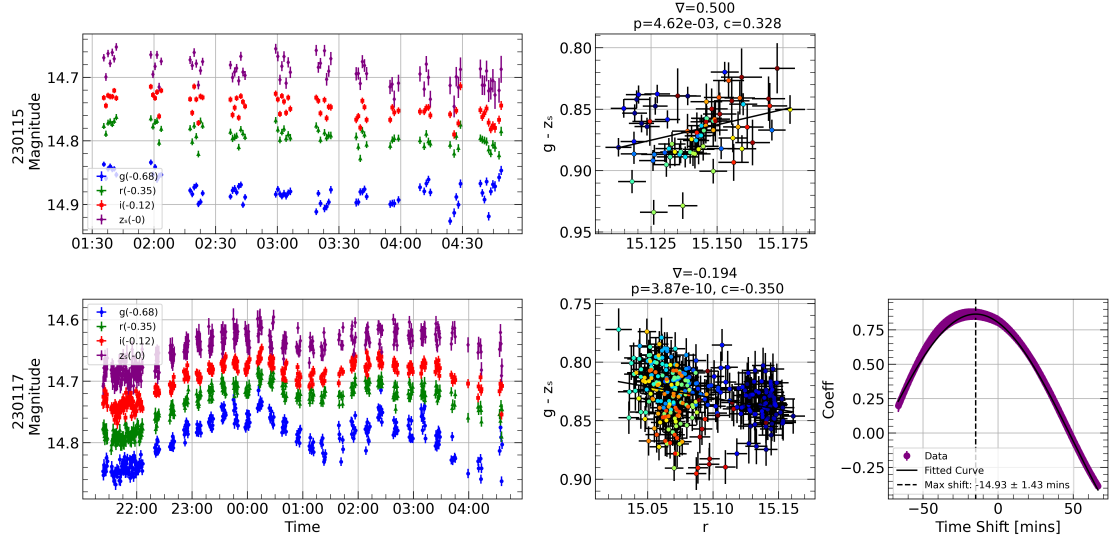 230115
Magnitude
14.7
14.8
14.9
g(-0.68)
r(-0.35)
i(-0.12)
zₛ(-0)
01:30
02:00
02:30
03:00
03:30
04:00
04:30
∇=0.500
p=4.62e-03, c=0.328
g - zₛ
0.80
0.85
0.90
0.95
15.125
15.150
15.175
230117
Magnitude
14.6
14.7
14.8
g(-0.68)
r(-0.35)
i(-0.12)
zₛ(-0)
22:00
23:00
00:00
01:00
02:00
03:00
04:00
Time
∇=-0.194
p=3.87e-10, c=-0.350
g - zₛ
0.75
0.80
0.85
0.90
15.05
15.10
15.15
r
Coeff
0.75
0.50
0.25
0.00
−0.25
Data
Fitted Curve
Max shift: -14.93 ± 1.43 mins
−50
0
50
Time Shift [mins]